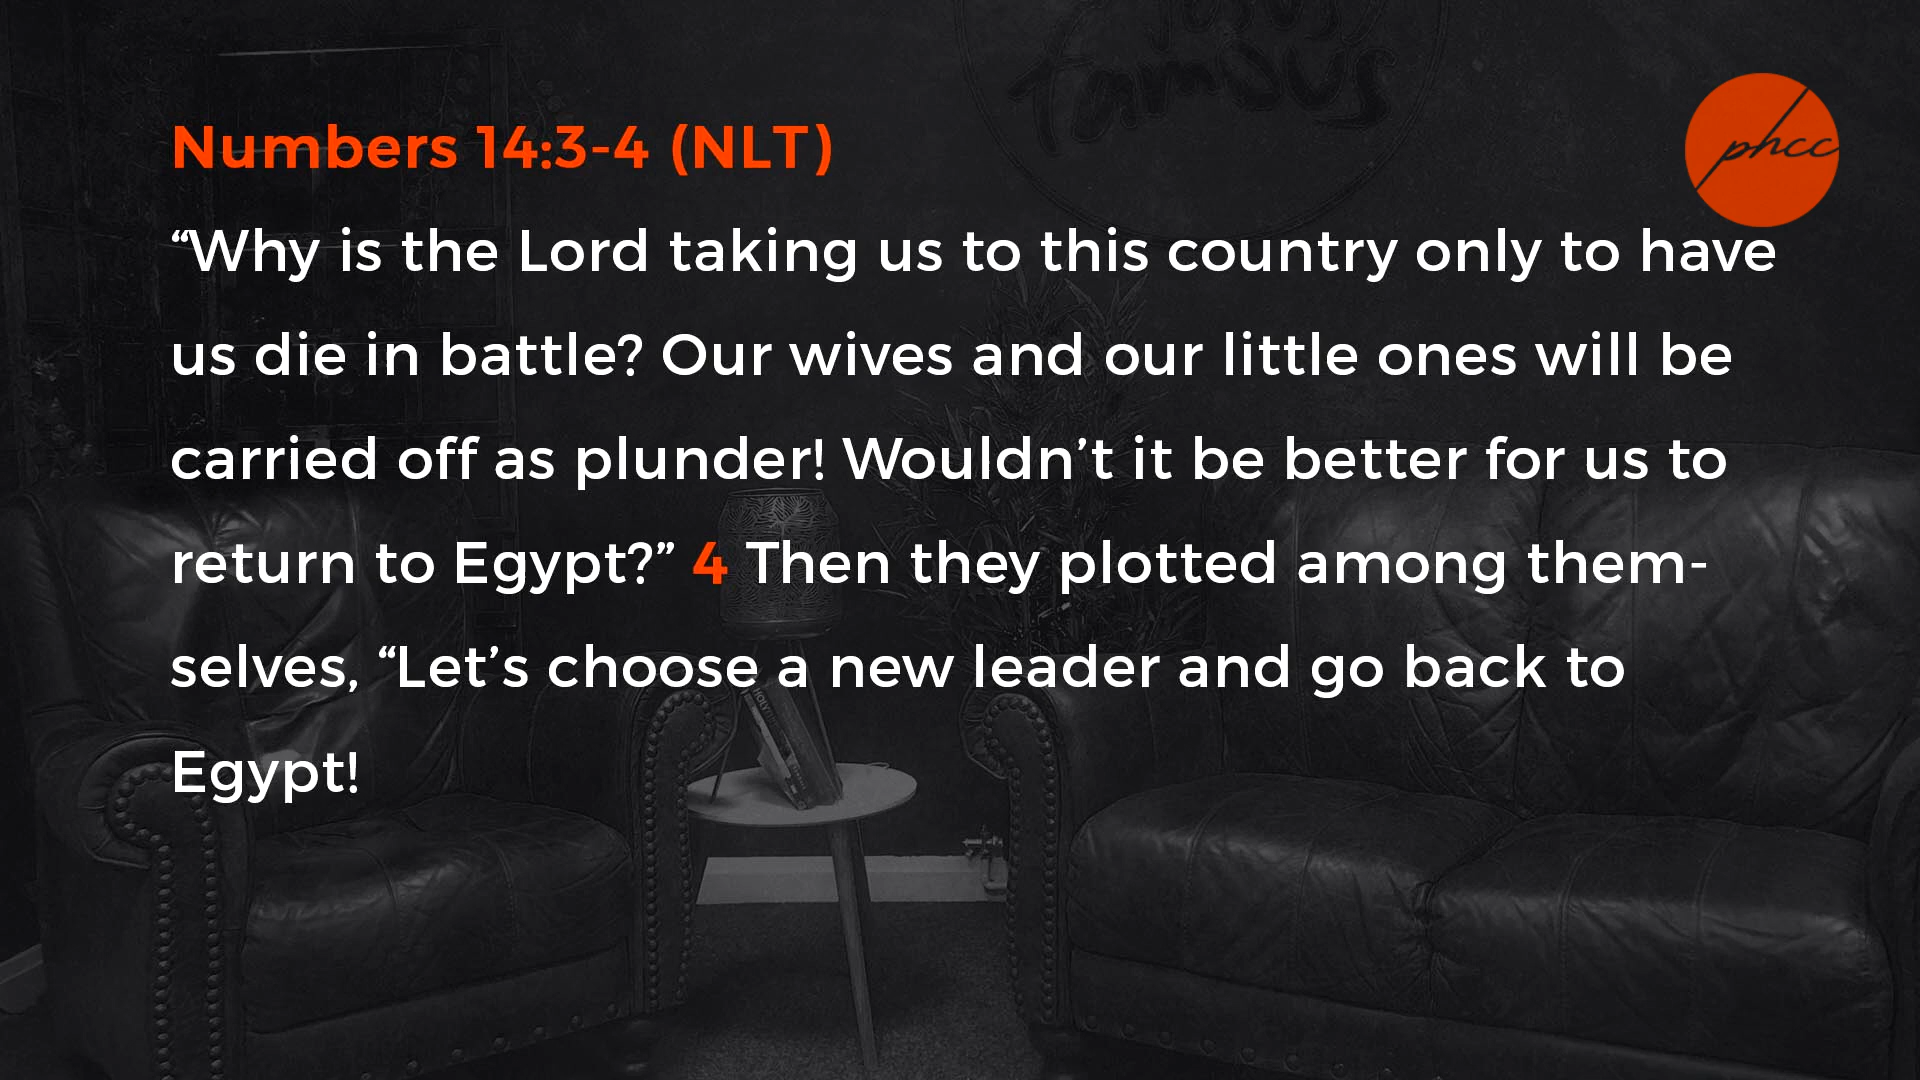 famous
Numbers 14:3-4 (NLT)
phcc
“Why is the Lord taking us to this country only to have
us die in battle? Our wives and our little ones will be
carried off as plunder! Wouldn’t it be better for us to
return to Egypt?” 4 Then they plotted among them-
selves, “Let’s choose a new leader and go back to
Egypt!
HOLY